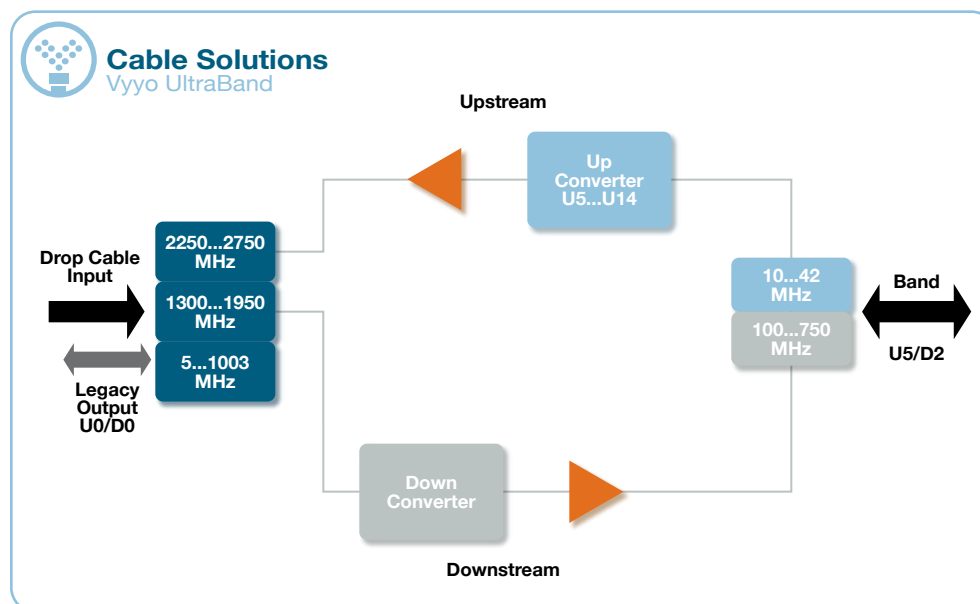 Cable Solutions
Vyyo UltraBand
Upstream
Up
Converter
U5...U14
2250...2750
MHz
Drop Cable
Input
1300...1950
MHz
5...1003
MHz
Legacy
Output
U0/D0
10...42
MHz
100...750
MHz
Band
U5/D2
Down
Converter
Downstream